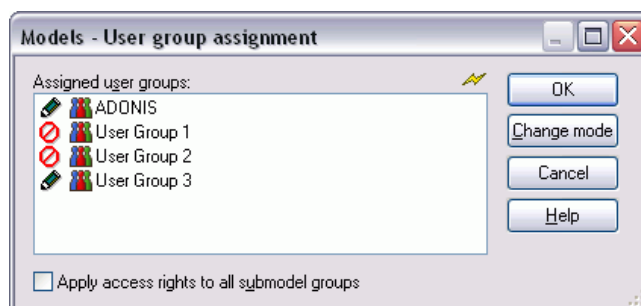 Models - User group assignment
Assigned user groups:
ADONIS
User Group 1
User Group 2
User Group 3
Apply access rights to all submodel groups
OK
Change mode
Cancel
Help